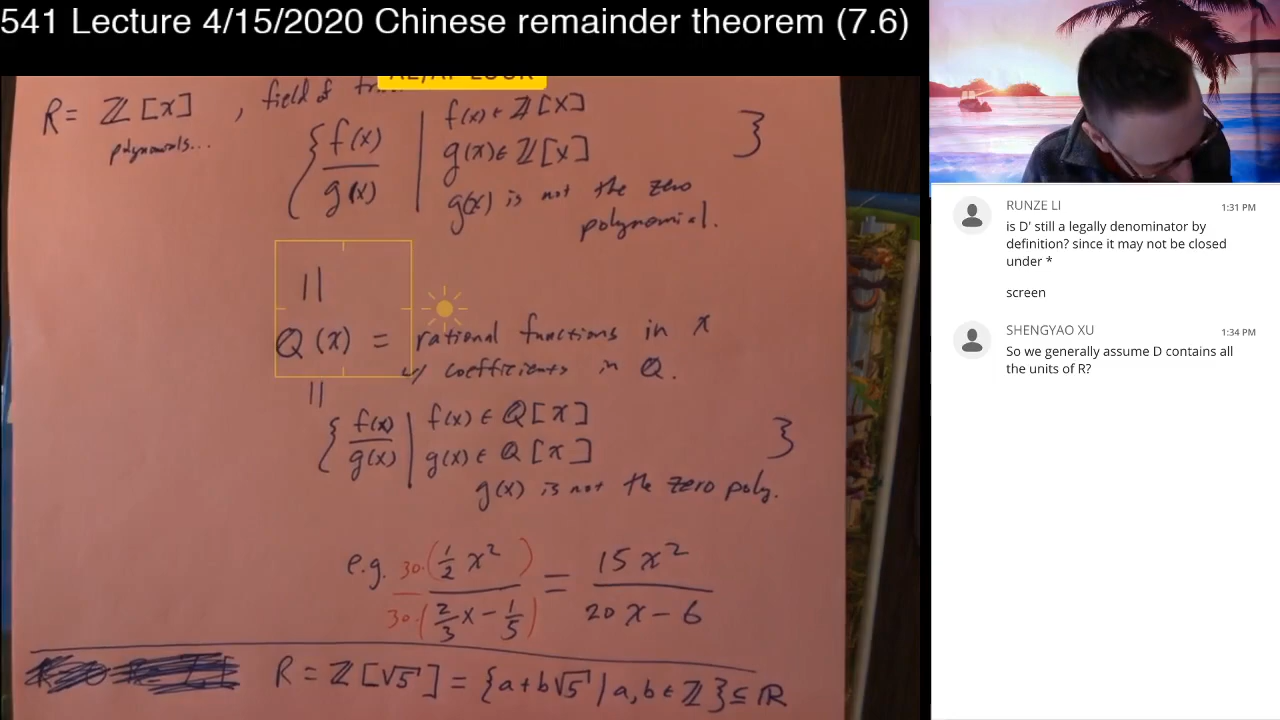 541 Lecture 4/15/2020 Chinese remainder theorem (7.6)
R = ℤ[x] , field of
polynomials...
{ f(x)/g(x) | f(x) ∈ ℤ[x]
g(x) ∈ ℤ[x] }
g(x) is not the zero
polynomial.
||
ℚ(x) = rational functions in x
w/ coefficients in ℚ.
||
{ f(x)/g(x) | f(x) ∈ ℚ[x]
g(x) ∈ ℚ[x] }
g(x) is not the zero poly.
e.g. 30·(1/2 x²) / 30·(2/3 x − 1/5) = 15x² / 20x − 6
R = ℤ[√5] = {a+b√5 | a,b ∈ ℤ} ⊆ ℝ
RUNZE LI 1:31 PM
is D' still a legally denominator by
definition? since it may not be closed
under *
screen
SHENGYAO XU 1:34 PM
So we generally assume D contains all
the units of R?